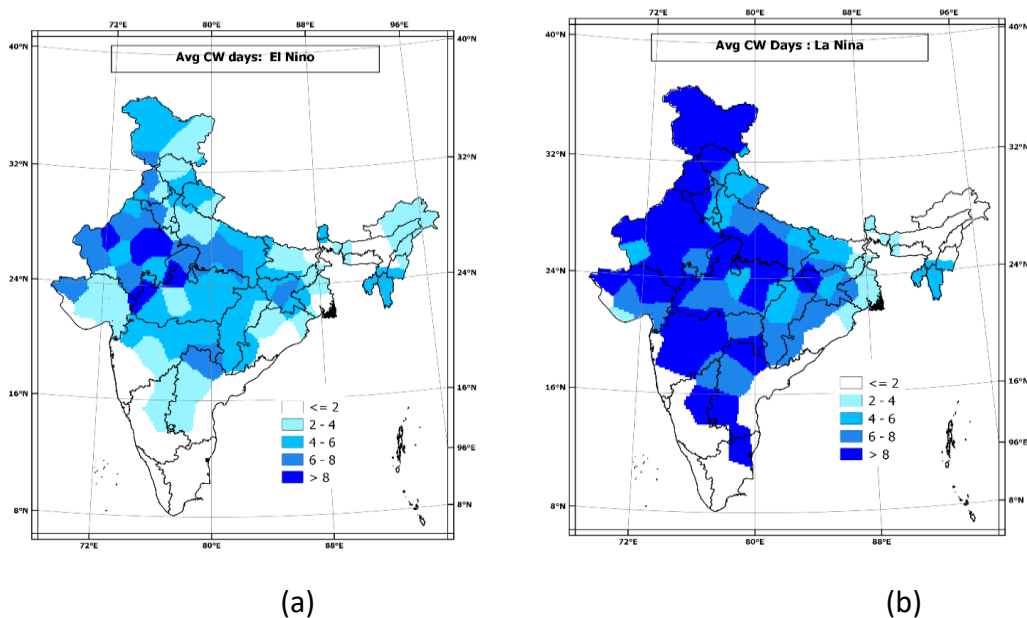 72°E 80°E 88°E 96°E
40°N 40°N
Avg CW days: El Nino
32°N 32°N
24°N 24°N
16°N 16°N
<= 2
2 - 4
4 - 6
6 - 8
> 8
96°E
8°N 8°N
72°E 80°E 88°E
(a)
72°E 80°E 88°E 96°E
40°N 40°N
Avg CW Days : La Nina
32°N 32°N
24°N 24°N
16°N 16°N
<= 2
2 - 4
4 - 6
6 - 8
> 8
96°E
8°N 8°N
72°E 80°E 88°E
(b)